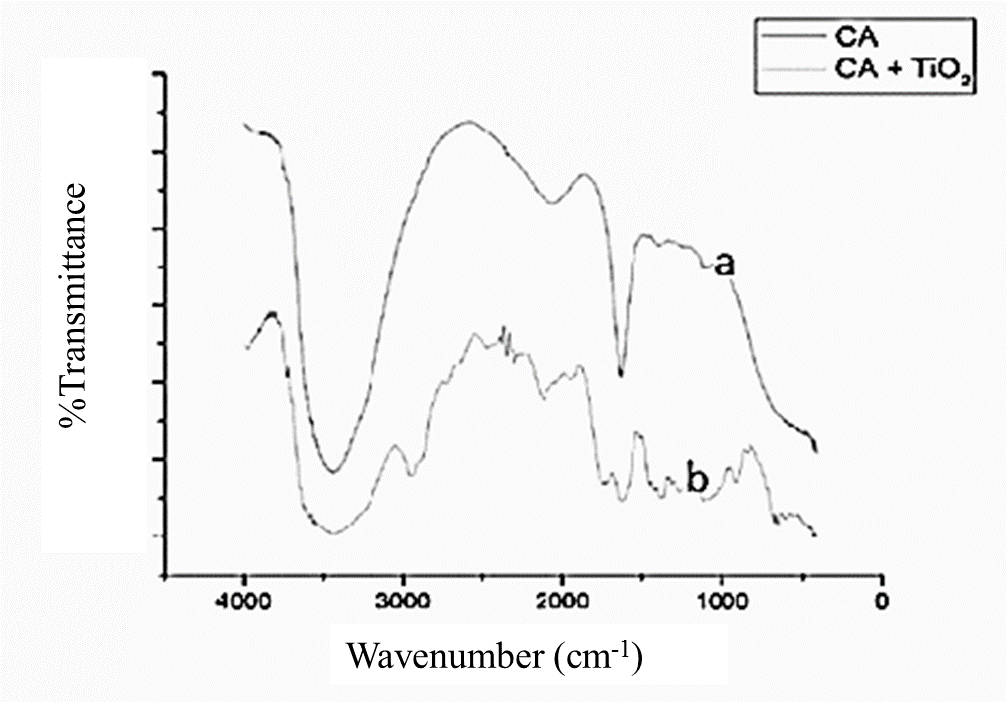 CA
CA + TiO₂
%Transmittance
a
b
4000 3000 2000 1000 0
Wavenumber (cm⁻¹)